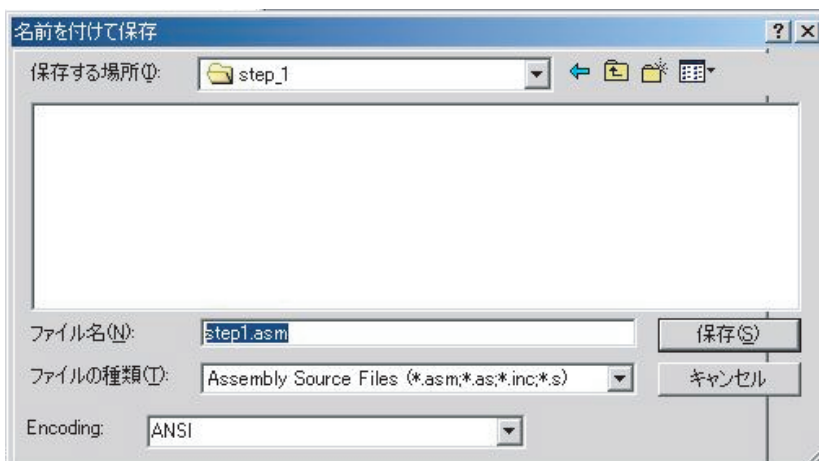 名前を付けて保存
保存する場所(I):
step_1
ファイル名(N):
step1.asm
保存(S)
ファイルの種類(T):
Assembly Source Files (*.asm;*.as;*.inc;*.s)
キャンセル
Encoding:
ANSI